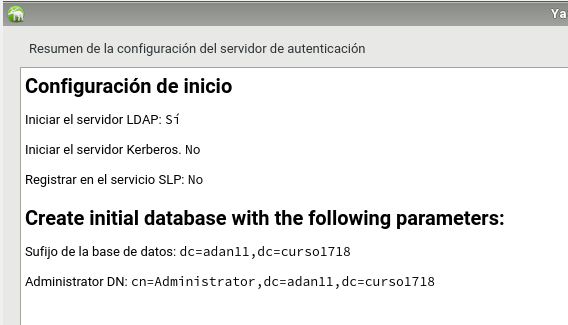 Ya
Resumen de la configuración del servidor de autenticación
Configuración de inicio
Iniciar el servidor LDAP: Sí
Iniciar el servidor Kerberos. No
Registrar en el servicio SLP: No
Create initial database with the following parameters:
Sufijo de la base de datos: dc=adan11,dc=curso1718
Administrator DN: cn=Administrator,dc=adan11,dc=curso1718